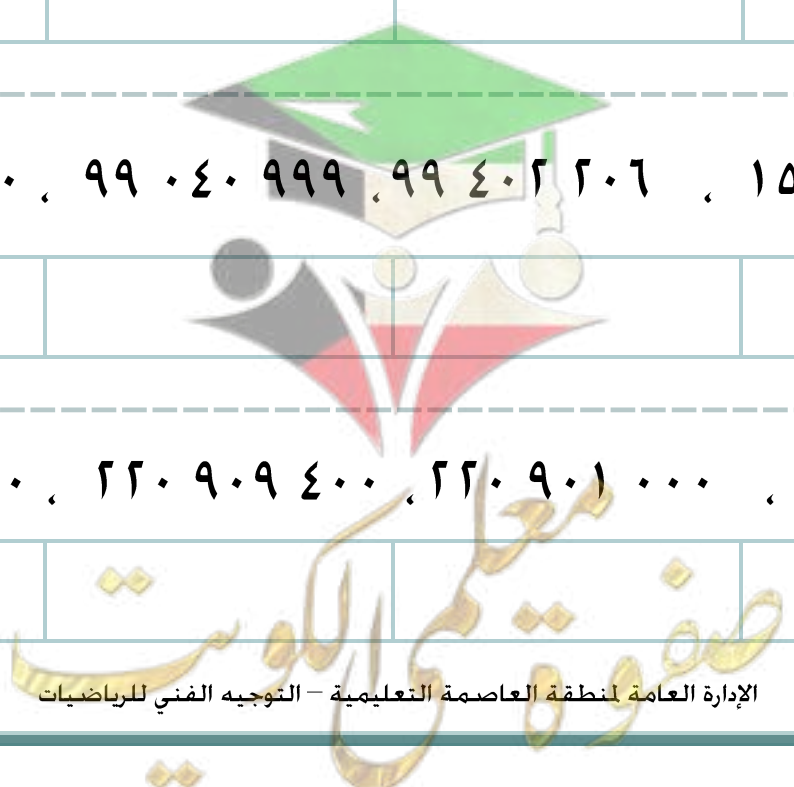 ١٥ ، ٩٩ ٤٠٢ ٢٠٦ ، ٩٩ ٠٤٠ ٩٩٩ ، ٠
، ٢٢٠ ٩٠١ ٠٠٠ ، ٢٢٠ ٩٠٩ ٤٠٠ ، ٠
صفوة معلمى الكويت
الإدارة العامة لمنطقة العاصمة التعليمية – التوجيه الفني للرياضيات